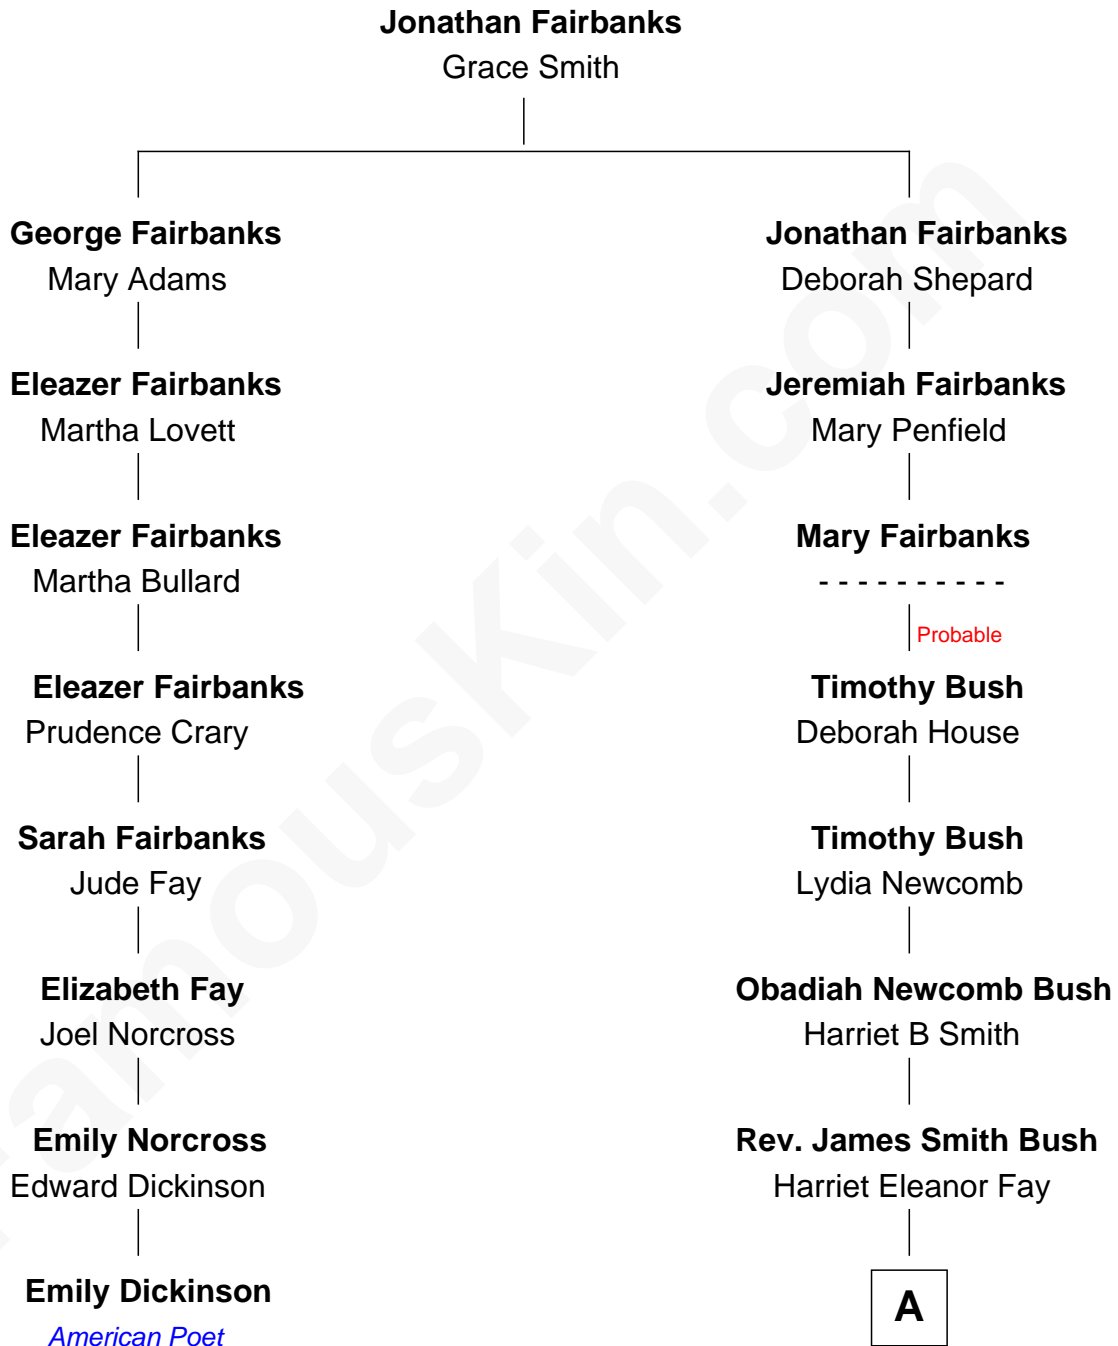 Jonathan Fairbanks
Grace Smith
George Fairbanks
Mary Adams
Jonathan Fairbanks
Deborah Shepard
Eleazer Fairbanks
Martha Lovett
Jeremiah Fairbanks
Mary Penfield
Eleazer Fairbanks
Martha Bullard
Mary Fairbanks
- - - - - - - - - -
Probable
Eleazer Fairbanks
Prudence Crary
Timothy Bush
Deborah House
Sarah Fairbanks
Jude Fay
Timothy Bush
Lydia Newcomb
Elizabeth Fay
Joel Norcross
Obadiah Newcomb Bush
Harriet B Smith
Emily Norcross
Edward Dickinson
Rev. James Smith Bush
Harriet Eleanor Fay
Emily Dickinson
American Poet
A
FamousKin.com